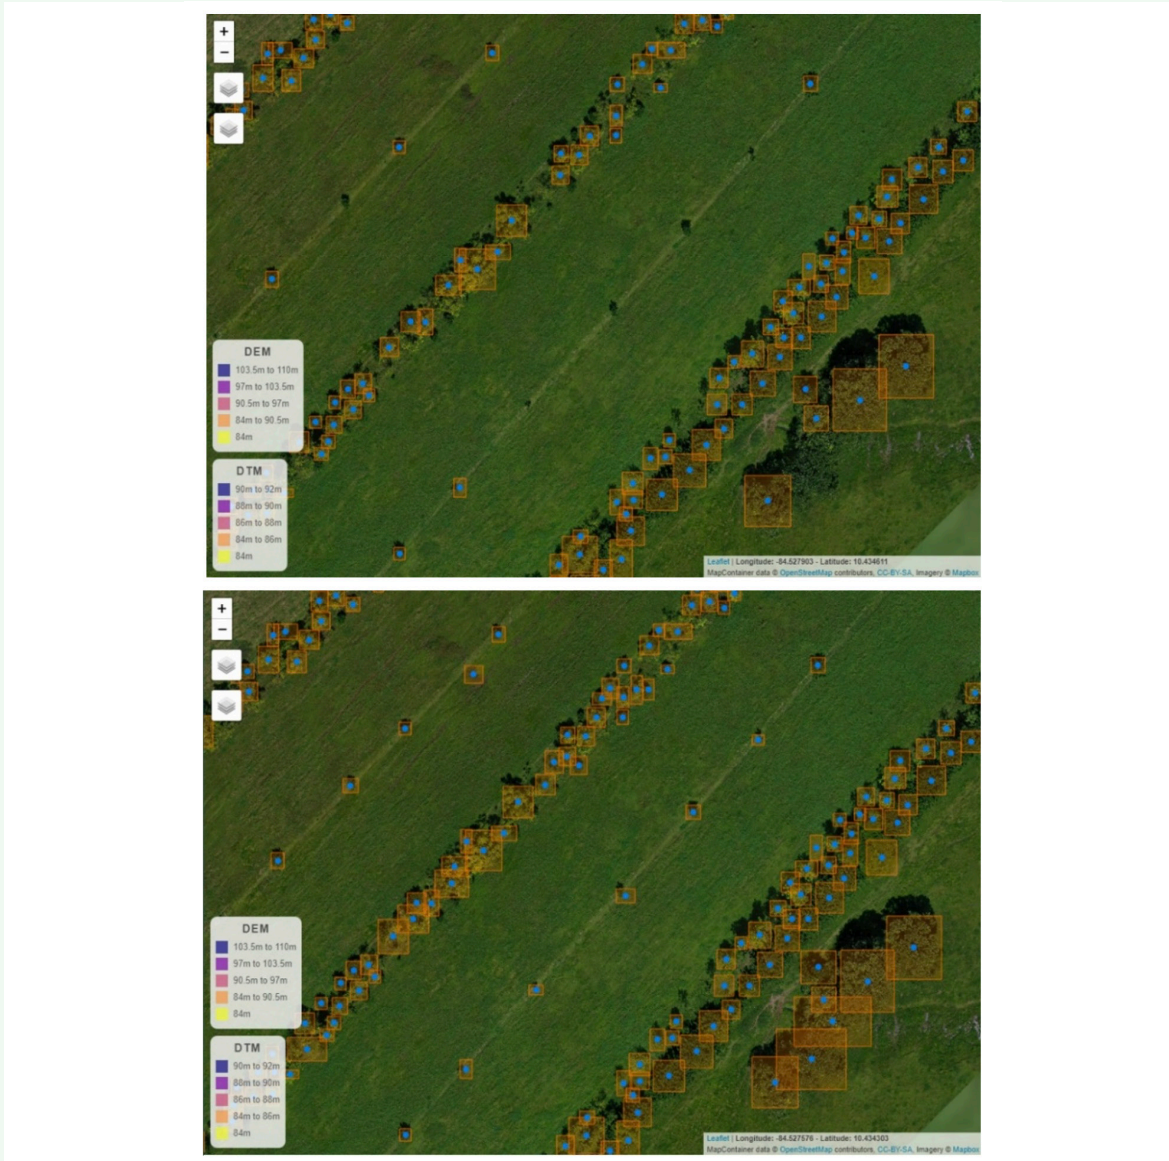 +
−
DEM
103.5m to 110m
97m to 103.5m
90.5m to 97m
84m to 90.5m
84m
DTM
90m to 92m
88m to 90m
86m to 88m
84m to 86m
84m
Leaflet | Longitude: -84.527903 - Latitude: 10.434611
MapContainer data © OpenStreetMap contributors, CC-BY-SA, Imagery © Mapbox
+
−
DEM
103.5m to 110m
97m to 103.5m
90.5m to 97m
84m to 90.5m
84m
DTM
90m to 92m
88m to 90m
86m to 88m
84m to 86m
84m
Leaflet | Longitude: -84.527576 - Latitude: 10.434303
MapContainer data © OpenStreetMap contributors, CC-BY-SA, Imagery © Mapbox